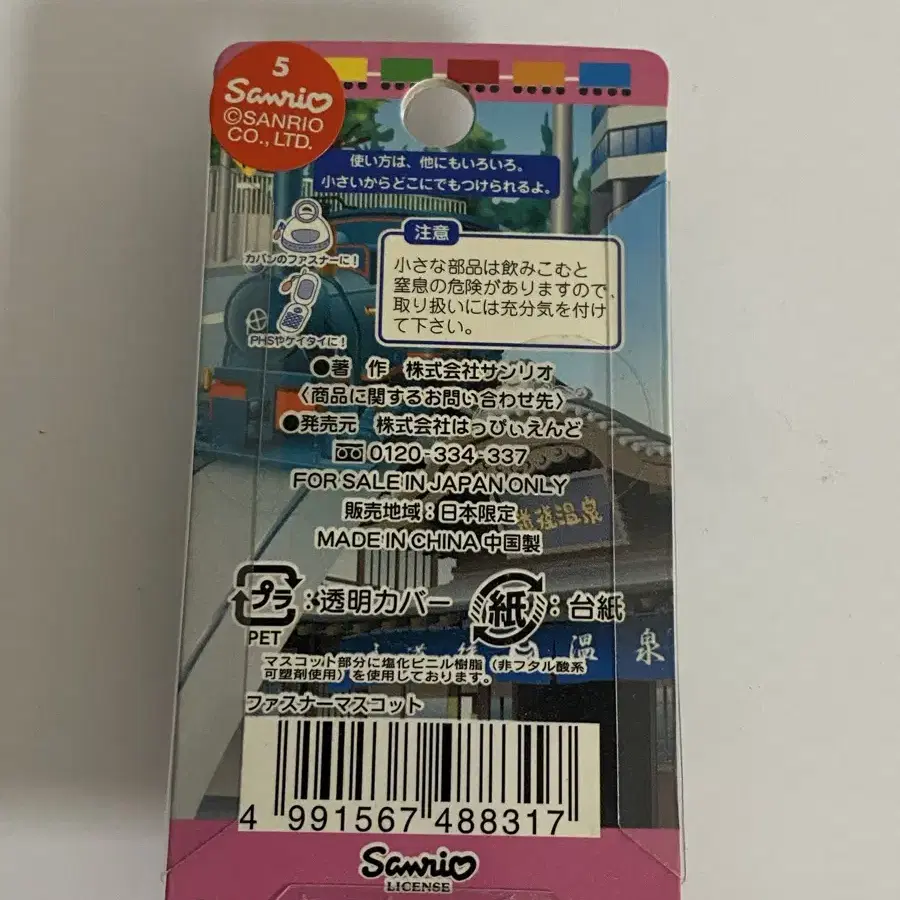 5
Sanrio
©SANRIO
CO., LTD.
使い方は、他にもいろいろ。
小さいからどこにでもつけられるよ。
カバンのファスナーに！
PHSやケイタイに！
注意
小さな部品は飲みこむと
窒息の危険がありますので、
取り扱いには充分気を付け
て下さい。
●著　作　株式会社サンリオ
〈商品に関するお問い合わせ先〉
●発売元　株式会社はっぴぃえんど
0120-334-337
FOR SALE IN JAPAN ONLY
販売地域：日本限定
道後温泉
MADE IN CHINA 中国製
プラ：透明カバー
PET
紙：台紙
温泉
マスコット部分に塩化ビニル樹脂（非フタル酸系
可塑剤使用）を使用しております。
ファスナーマスコット
4 991567 488317
Sanrio
LICENSE